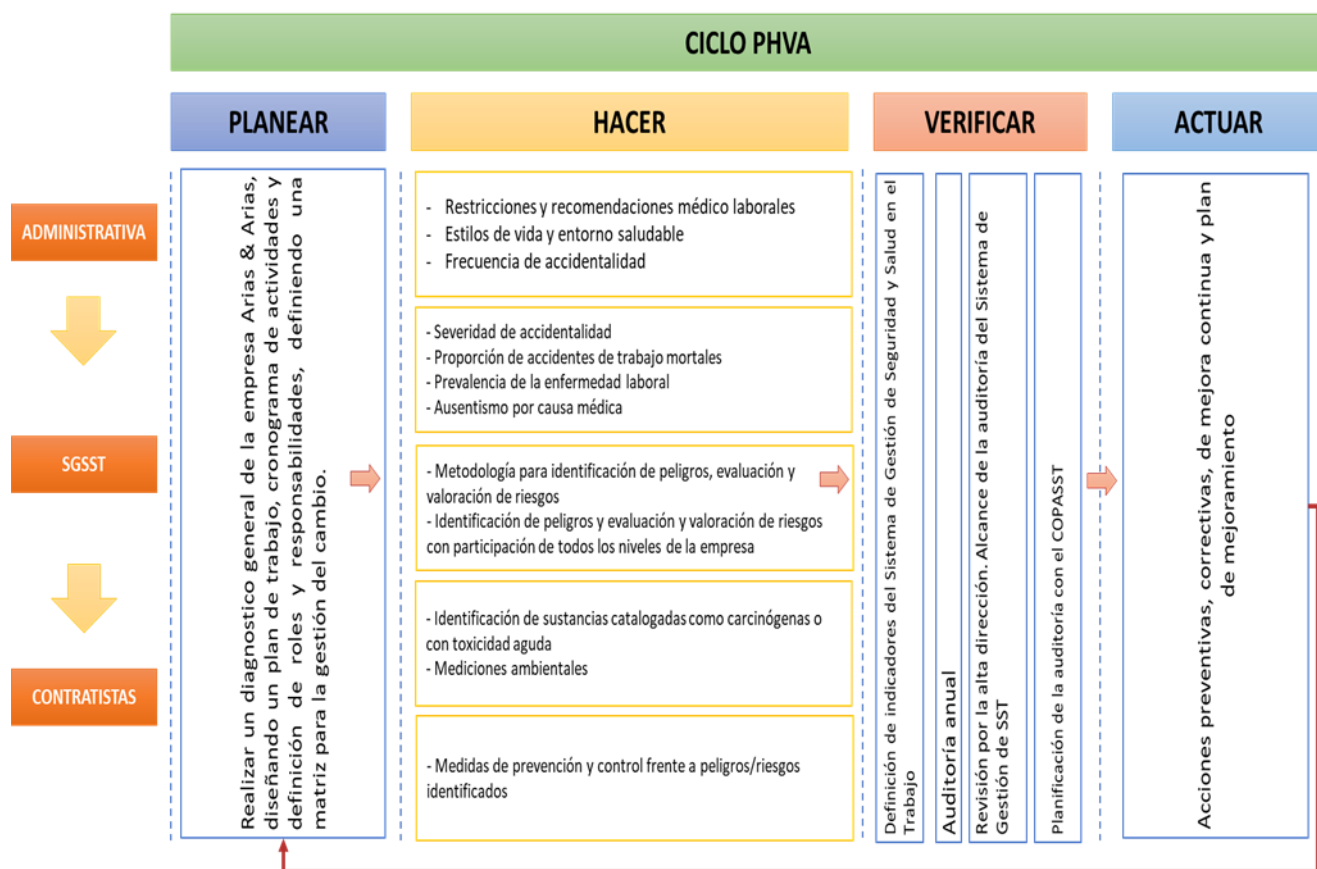 CICLO PHVA
PLANEAR
HACER
VERIFICAR
ACTUAR
ADMINISTRATIVA
SGSST
CONTRATISTAS
Realizar un diagnostico general de la empresa Arias & Arias,
diseñando un plan de trabajo, cronograma de actividades y
definición de roles y responsabilidades, definiendo una
matriz para la gestión del cambio.
- Restricciones y recomendaciones médico laborales
- Estilos de vida y entorno saludable
- Frecuencia de accidentalidad
- Severidad de accidentalidad
- Proporción de accidentes de trabajo mortales
- Prevalencia de la enfermedad laboral
- Ausentismo por causa médica
- Metodología para identificación de peligros, evaluación y
valoración de riesgos
- Identificación de peligros y evaluación y valoración de riesgos
con participación de todos los niveles de la empresa
- Identificación de sustancias catalogadas como carcinógenas o
con toxicidad aguda
- Mediciones ambientales
- Medidas de prevención y control frente a peligros/riesgos
identificados
Definición de indicadores del Sistema de Gestión de Seguridad y Salud en el
Trabajo
Auditoría anual
Revisión por la alta dirección. Alcance de la auditoría del Sistema de
Gestión de SST
Planificación de la auditoría con el COPASST
Acciones preventivas, correctivas, de mejora continua y plan
de mejoramiento